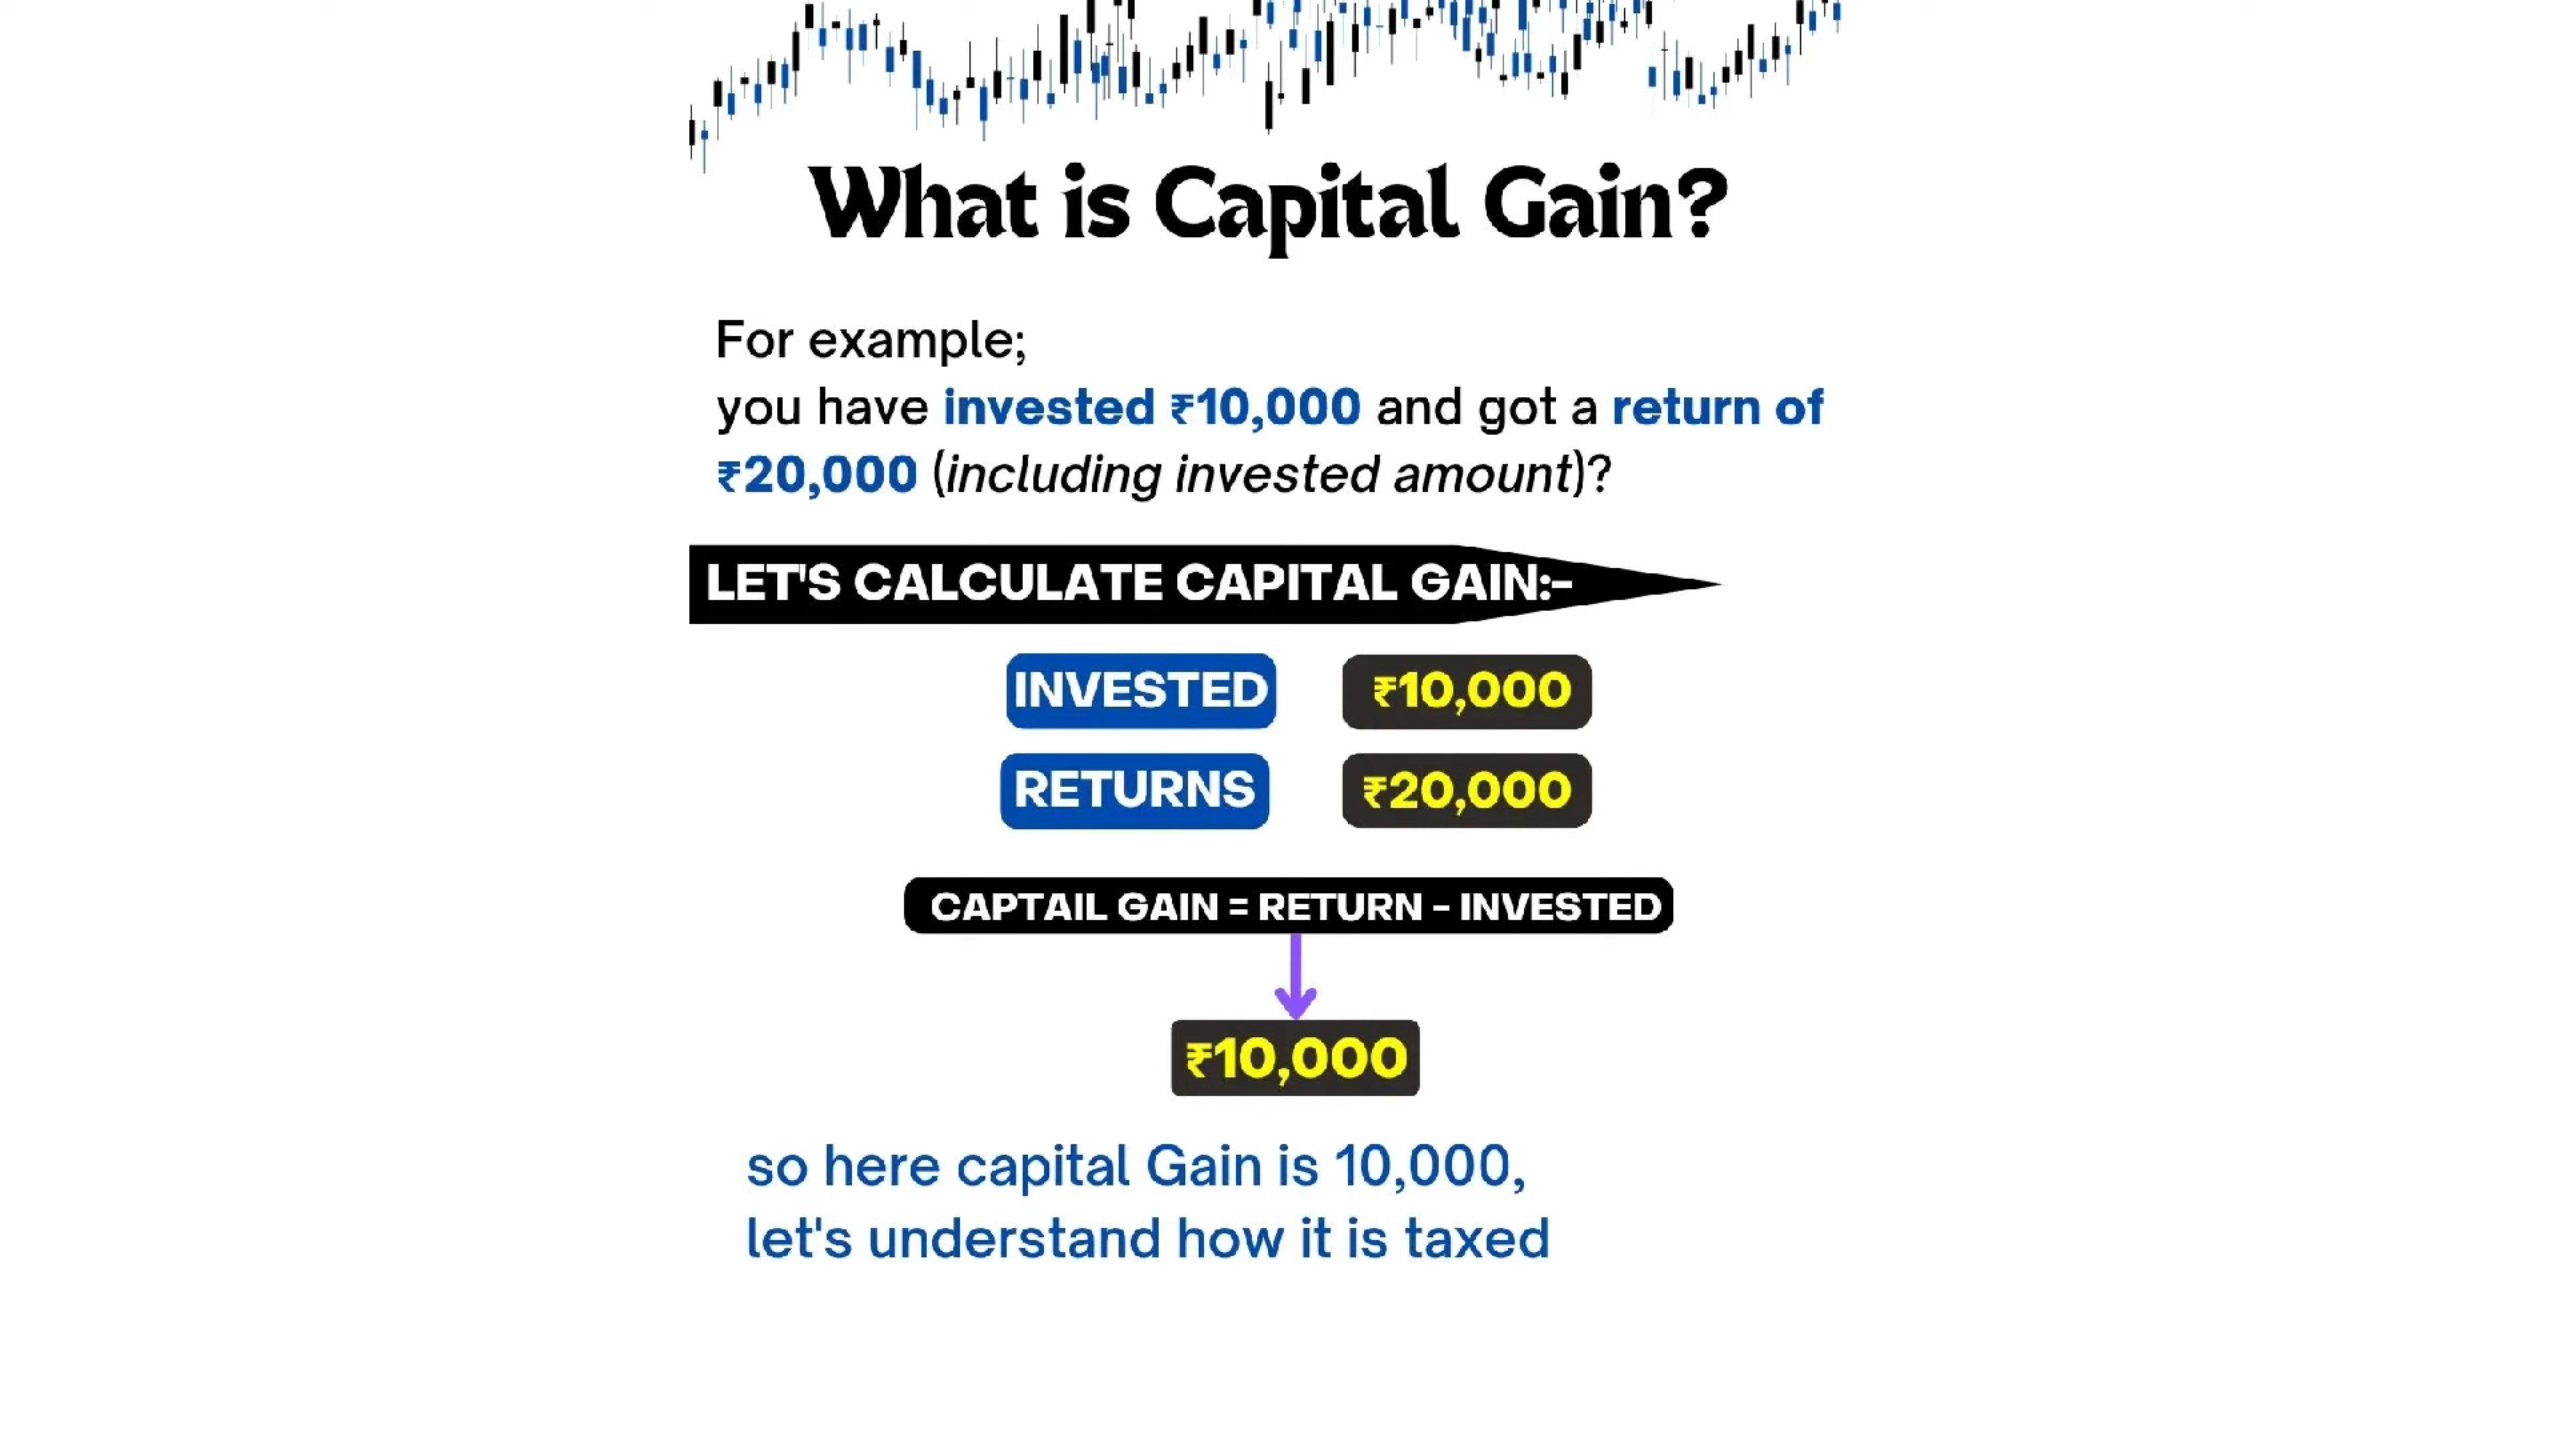 What is Capital Gain?
For example;
you have invested ₹10,000 and got a return of
₹20,000 (including invested amount)?
LET'S CALCULATE CAPITAL GAIN:-
INVESTED ₹10,000
RETURNS ₹20,000
CAPTAIL GAIN = RETURN - INVESTED
₹10,000
so here capital Gain is 10,000,
let's understand how it is taxed